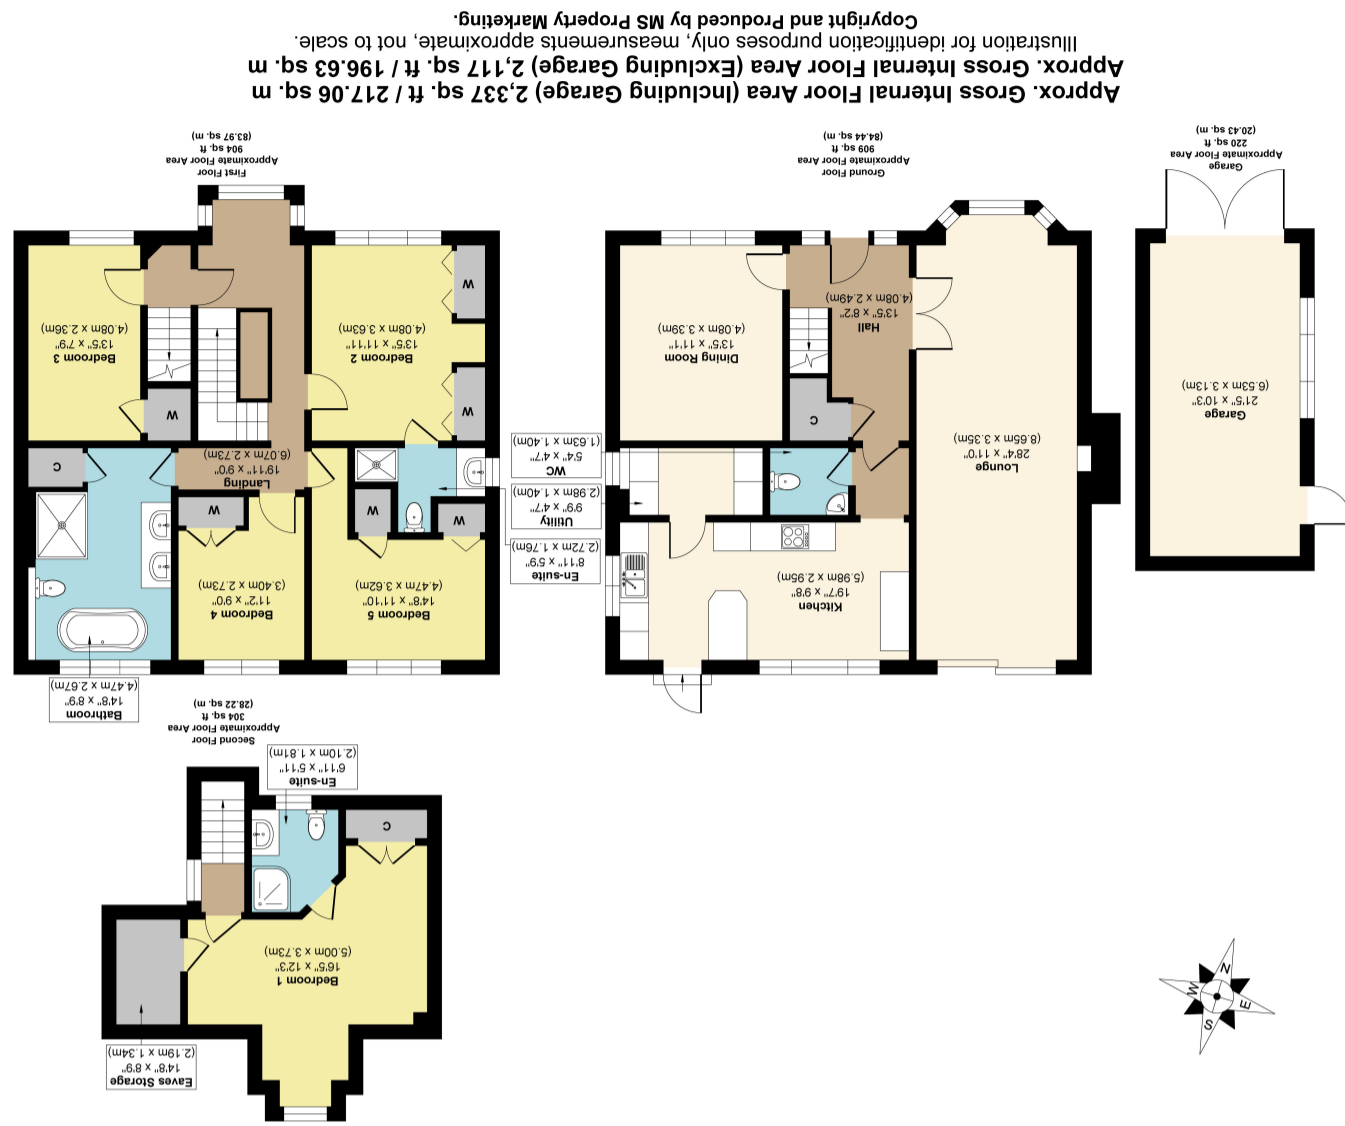 Eaves Storage
14'8" x 8'9"
(2.19m x 1.34m)
S
W
E
N
Bedroom 1
16'5" x 12'3"
(5.00m x 3.73m)
C
En-suite
6'11" x 5'11"
(2.10m x 1.81m)
Second Floor
Approximate Floor Area
304 sq. ft
(28.22 sq. m)
Garage
21'5" x 10'3"
(6.53m x 3.13m)
Garage
Approximate Floor Area
220 sq. ft
(20.43 sq. m)
Kitchen
19'7" x 9'8"
(5.98m x 2.95m)
Lounge
28'4" x 11'0"
(8.65m x 3.35m)
C
Hall
13'5" x 8'2"
(4.08m x 2.49m)
Dining Room
13'5" x 11'1"
(4.08m x 3.39m)
Ground Floor
Approximate Floor Area
909 sq. ft
(84.44 sq. m)
En-suite
8'11" x 5'9"
(2.72m x 1.76m)
Utility
9'9" x 4'7"
(2.98m x 1.40m)
WC
5'4" x 4'7"
(1.63m x 1.40m)
Bathroom
14'8" x 8'9"
(4.47m x 2.67m)
Bedroom 5
14'8" x 11'10"
(4.47m x 3.62m)
Bedroom 4
11'2" x 9'0"
(3.40m x 2.73m)
W
W
W
C
Landing
19'11" x 9'0"
(6.07m x 2.73m)
W
W
Bedroom 2
13'5" x 11'11"
(4.08m x 3.63m)
W
Bedroom 3
13'5" x 7'9"
(4.08m x 2.36m)
First Floor
Approximate Floor Area
904 sq. ft
(83.97 sq. m)
Approx. Gross Internal Floor Area (Including Garage) 2,337 sq. ft / 217.06 sq. m
Approx. Gross Internal Floor Area (Excluding Garage) 2,117 sq. ft / 196.63 sq. m
Illustration for identification purposes only, measurements approximate, not to scale.
Copyright and Produced by MS Property Marketing.